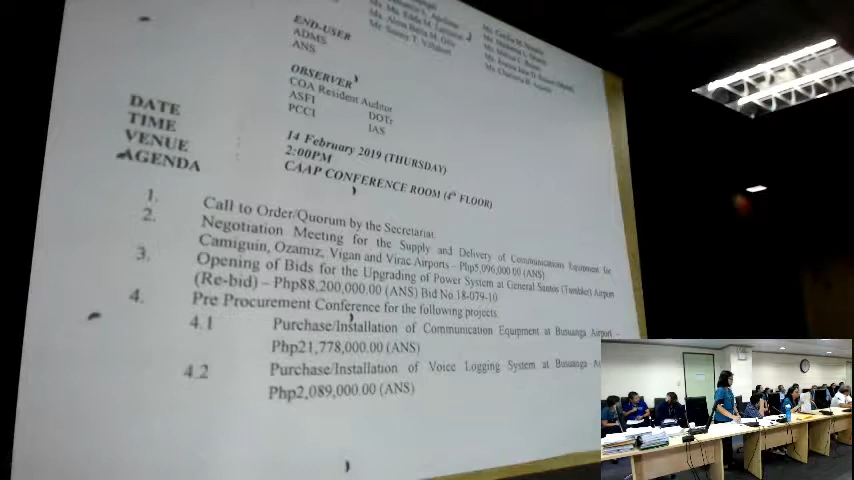 END-USER
ADMS
ANS
OBSERVER
COA Resident Auditor
ASFI DOTr
PCCI IAS
DATE 14 February 2019 (THURSDAY)
TIME 2:00PM
VENUE CAAP CONFERENCE ROOM (4th FLOOR)
AGENDA
1. Call to Order/Quorum by the Secretariat
2. Negotiation Meeting for the Supply and Delivery of Communications Equipment for
Camiguin, Ozamiz, Vigan and Virac Airports - Php5,096,000.00 (ANS)
3. Opening of Bids for the Upgrading of Power System at General Santos (Tambler) Airport
(Re-bid) - Php88,200,000.00 (ANS) Bid No.18-079-10
4. Pre Procurement Conference for the following projects.
4.1 Purchase/Installation of Communication Equipment at Busuanga Airport -
Php21,778,000.00 (ANS)
4.2 Purchase/Installation of Voice Logging System at Busuanga
Php2,089,000.00 (ANS)